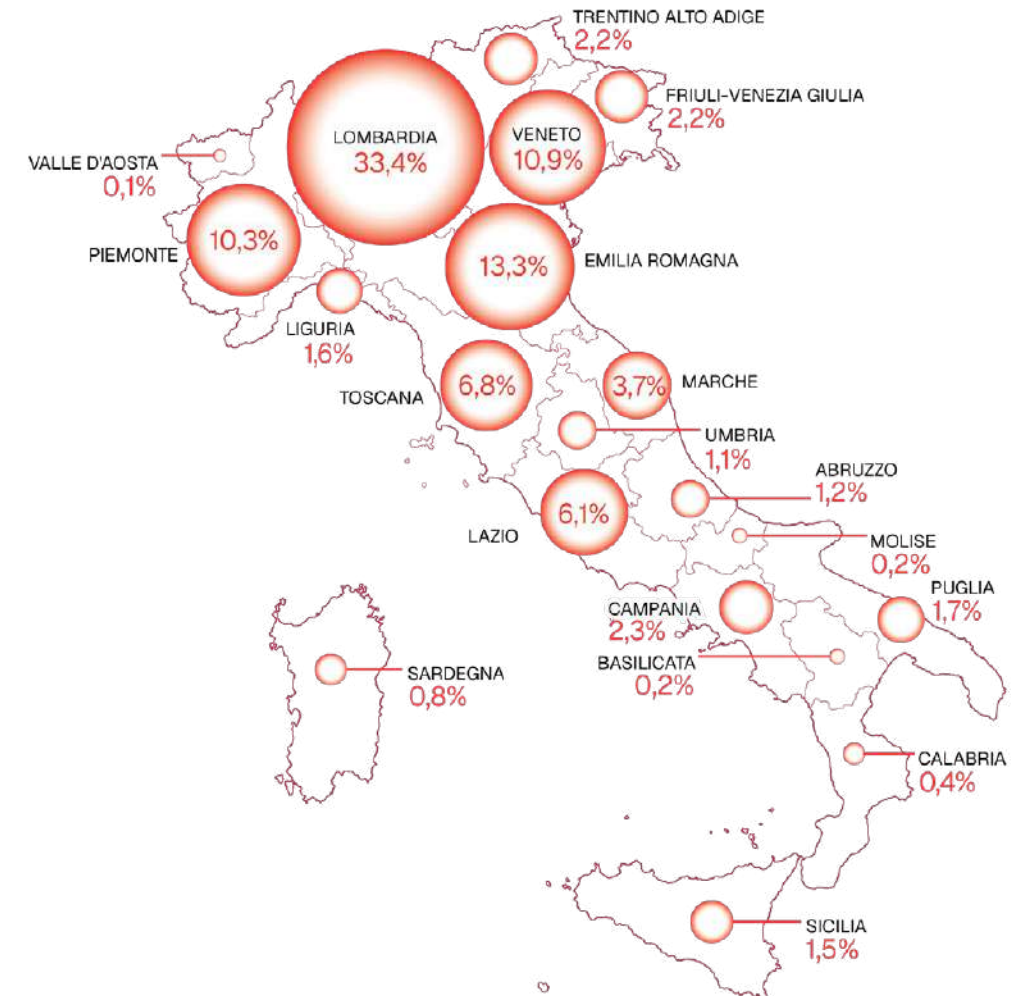 TRENTINO ALTO ADIGE
2,2%
FRIULI-VENEZIA GIULIA
2,2%
LOMBARDIA
33,4%
VENETO
10,9%
VALLE D'AOSTA
0,1%
PIEMONTE
10,3%
EMILIA ROMAGNA
13,3%
LIGURIA
1,6%
TOSCANA
6,8%
MARCHE
3,7%
UMBRIA
1,1%
ABRUZZO
1,2%
LAZIO
6,1%
MOLISE
0,2%
PUGLIA
1,7%
CAMPANIA
2,3%
BASILICATA
0,2%
SARDEGNA
0,8%
CALABRIA
0,4%
SICILIA
1,5%